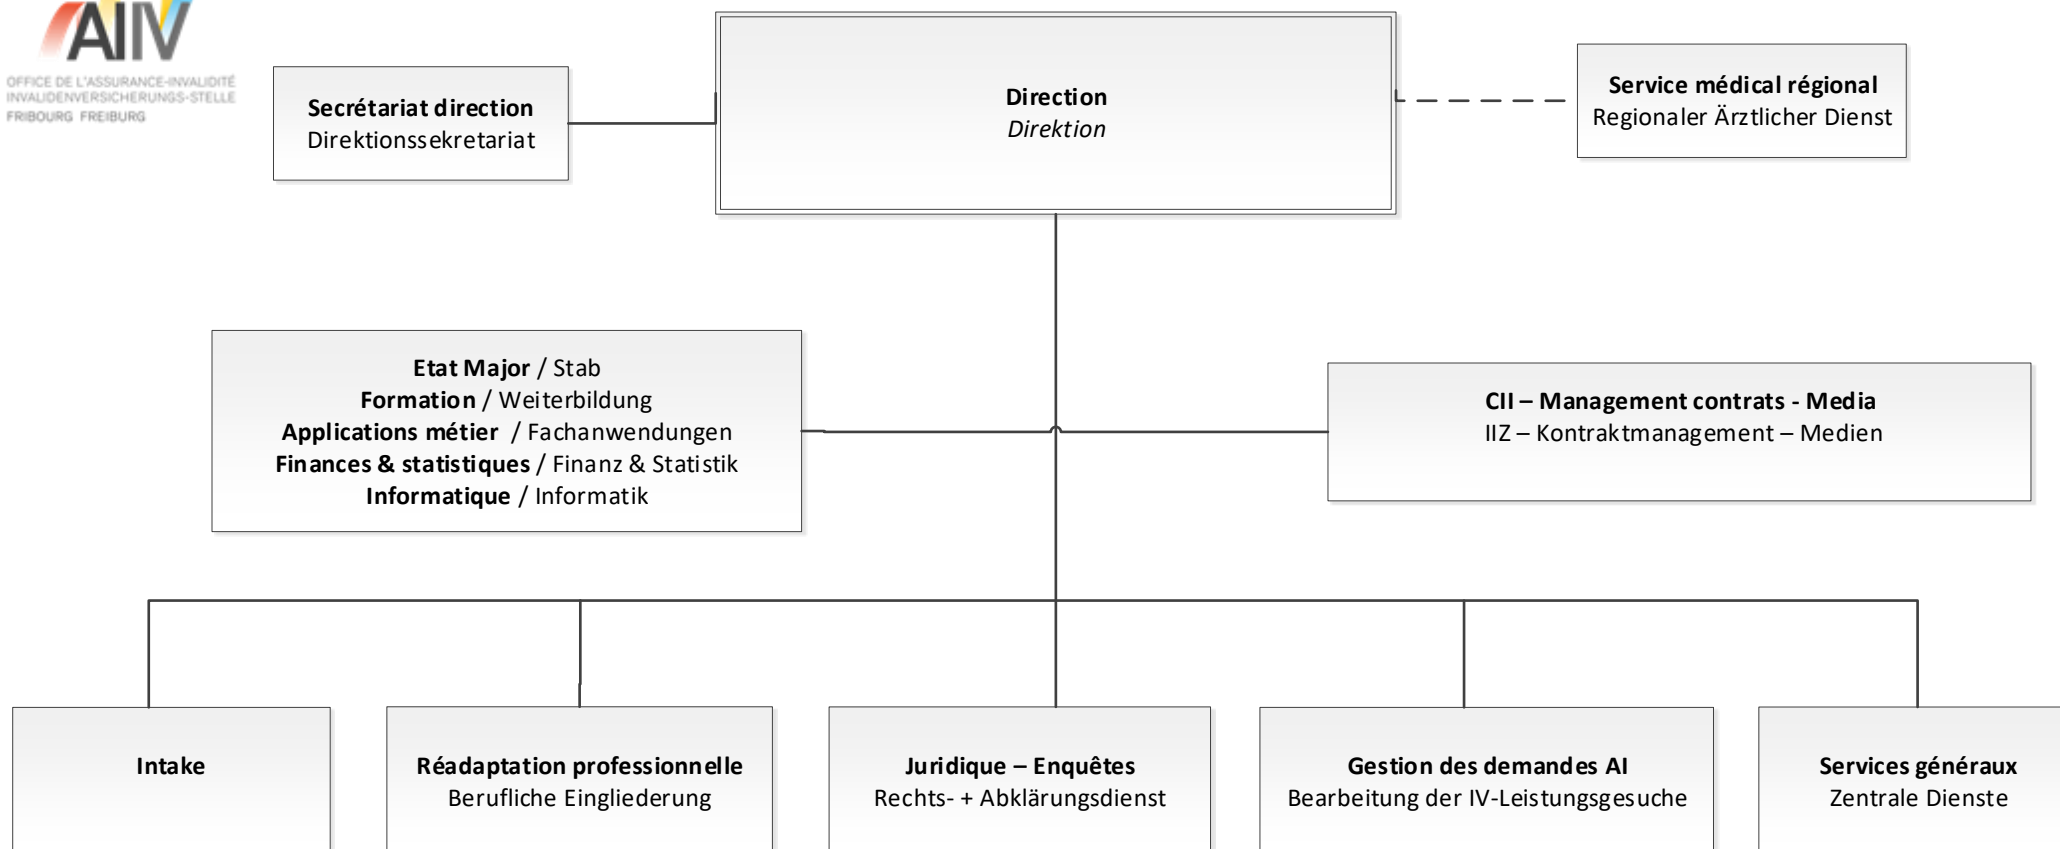 AIIV
OFFICE DE L'ASSURANCE-INVALIDITÉ
INVALIDENVERSICHERUNGS-STELLE
FRIBOURG FREIBURG
Secrétariat direction
Direktionssekretariat
Direction
Direktion
Service médical régional
Regionaler Ärztlicher Dienst
Etat Major / Stab
Formation / Weiterbildung
Applications métier / Fachanwendungen
Finances & statistiques / Finanz & Statistik
Informatique / Informatik
CII – Management contrats - Media
IIZ – Kontraktmanagement – Medien
Intake
Réadaptation professionnelle
Berufliche Eingliederung
Juridique – Enquêtes
Rechts- + Abklärungsdienst
Gestion des demandes AI
Bearbeitung der IV-Leistungsgesuche
Services généraux
Zentrale Dienste